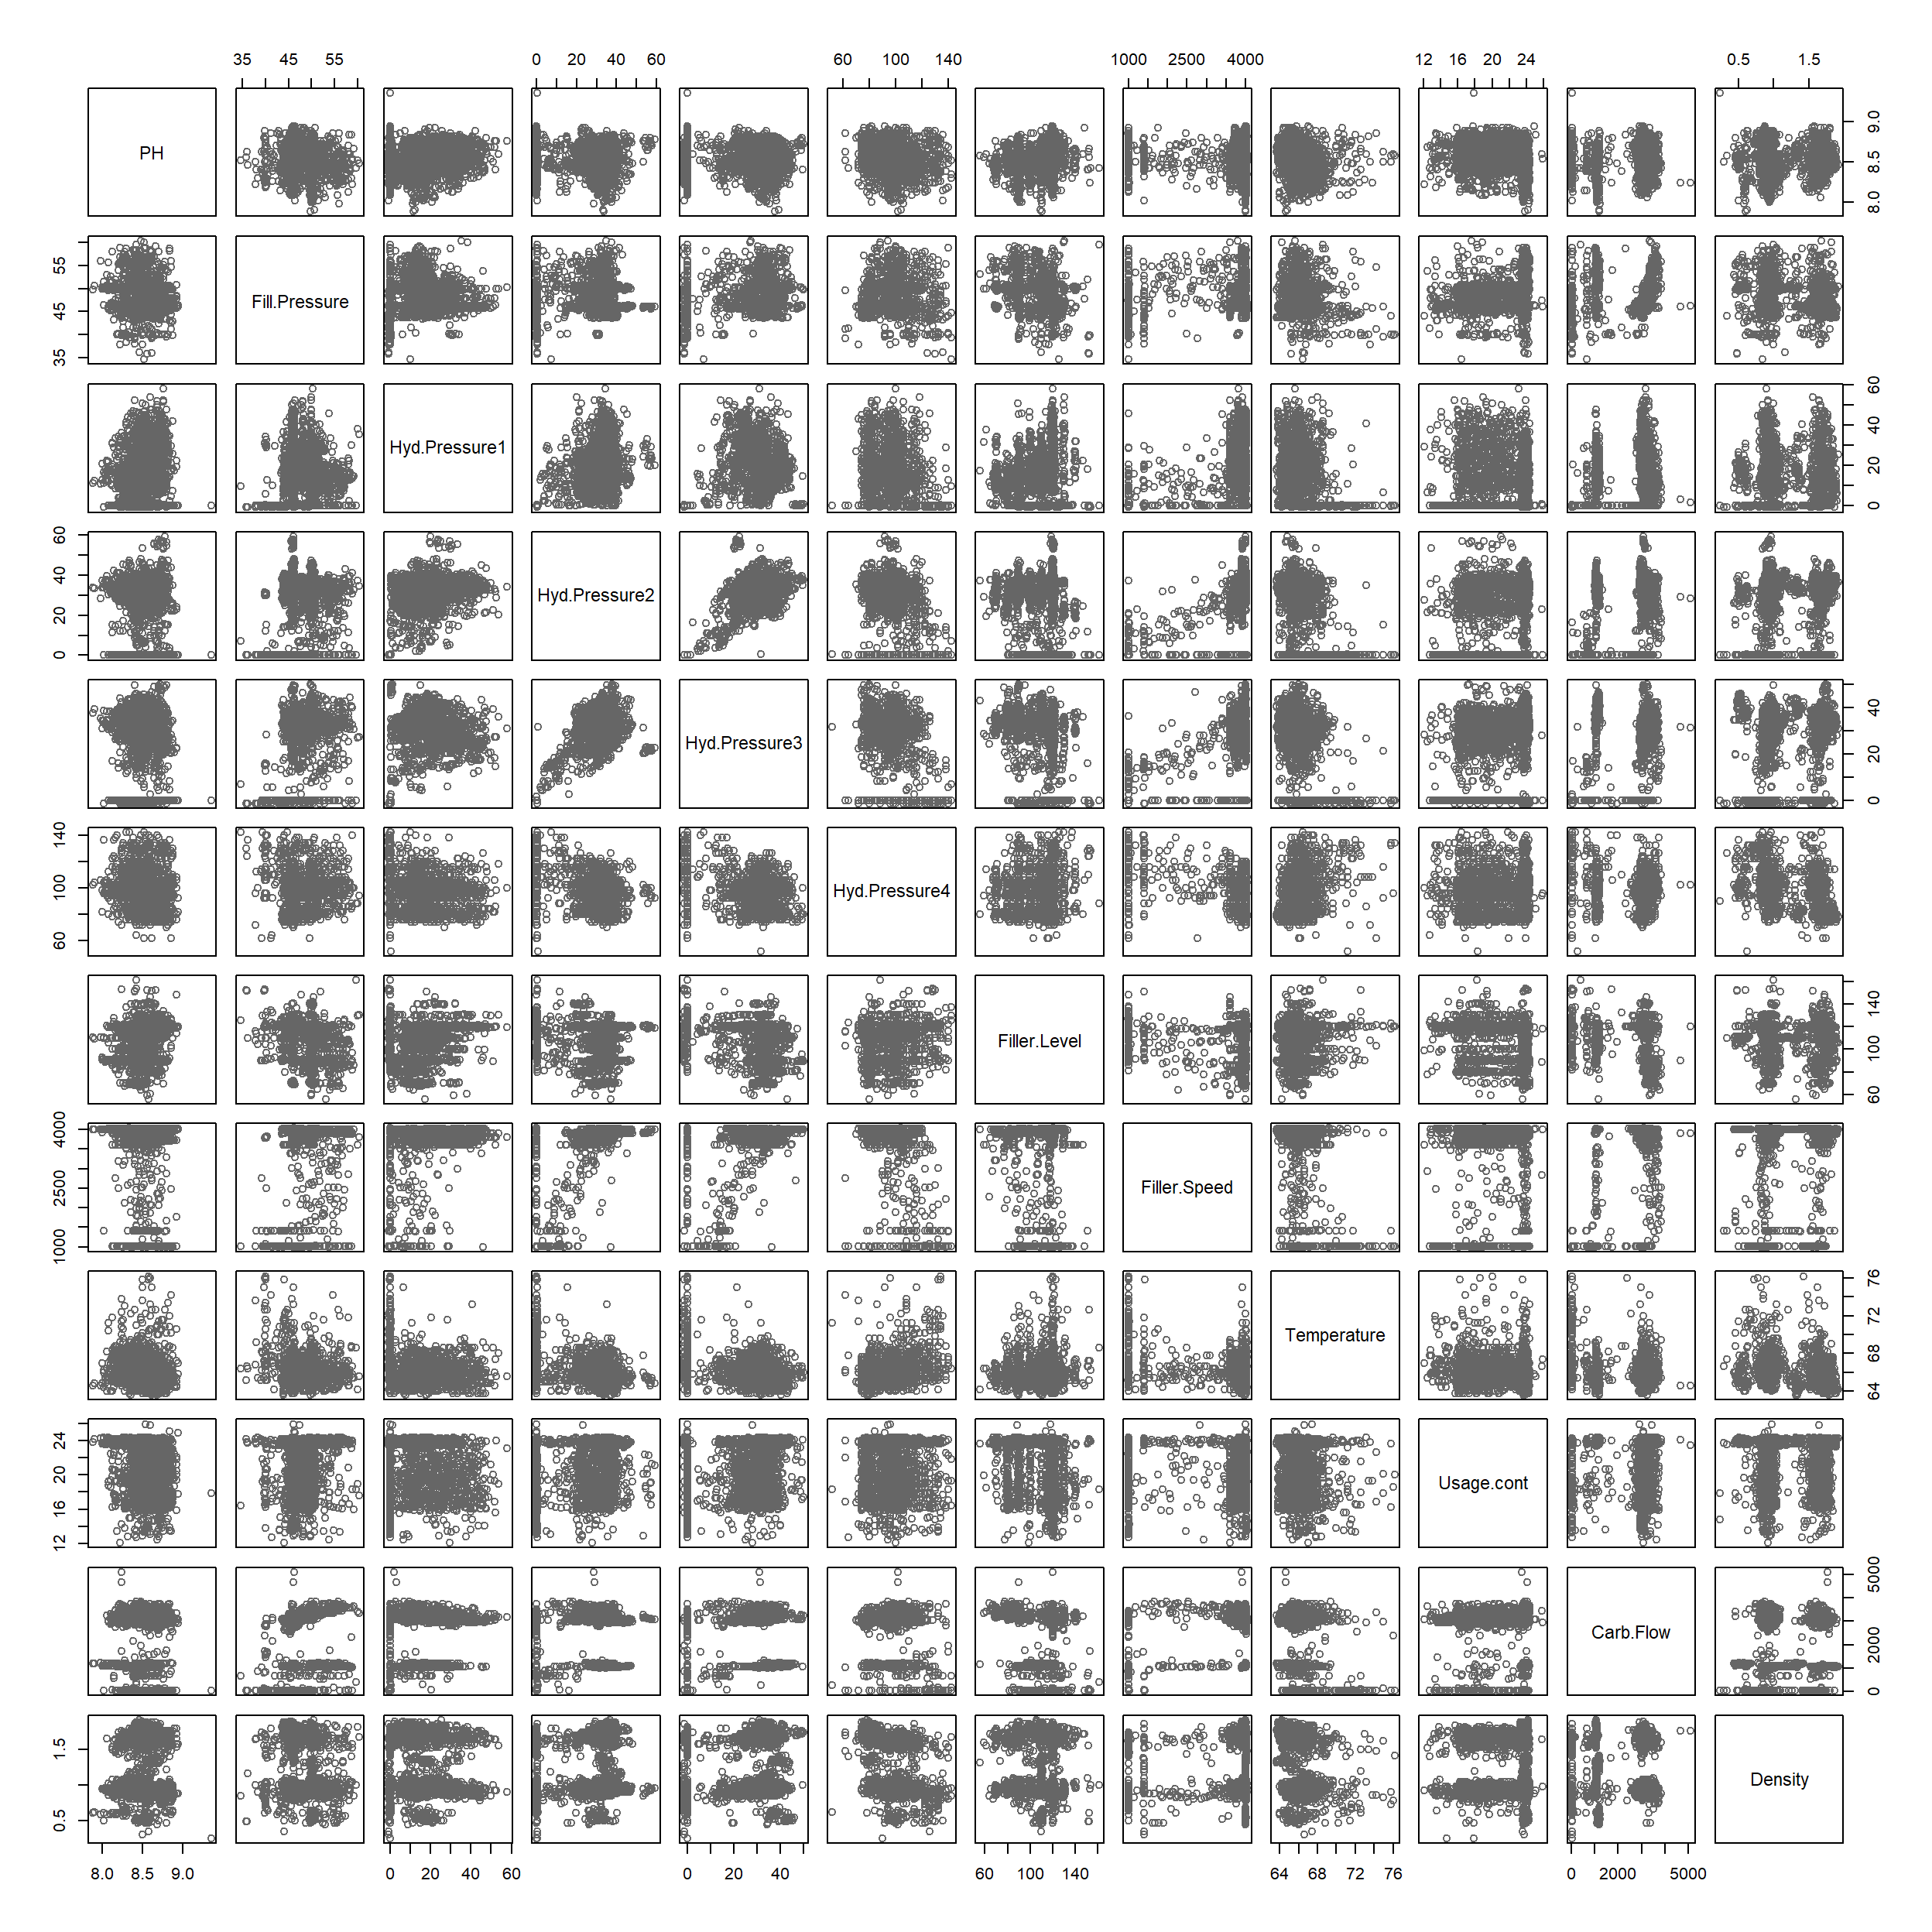 35 45 55 0 20 40 60 60 100 140 1000 2500 4000 12 16 20 24 0.5 1.5
PH 8.0 8.5 9.0
35 45 55 Fill.Pressure
Hyd.Pressure1 0 20 40 60
0 20 40 60 Hyd.Pressure2
Hyd.Pressure3 0 20 40
60 100 140 Hyd.Pressure4
Filler.Level 60 100 140
1000 2500 4000 Filler.Speed
Temperature 64 68 72 76
12 16 20 24 Usage.cont
Carb.Flow 0 2000 5000
0.5 1.5 Density
8.0 8.5 9.0 0 20 40 60 0 20 40 60 100 140 64 68 72 76 0 2000 5000